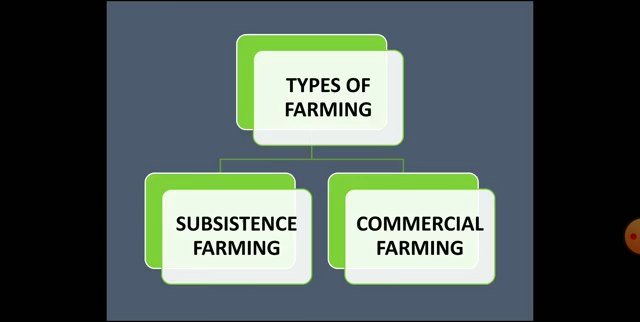 TYPES OF
FARMING
SUBSISTENCE
FARMING
COMMERCIAL
FARMING